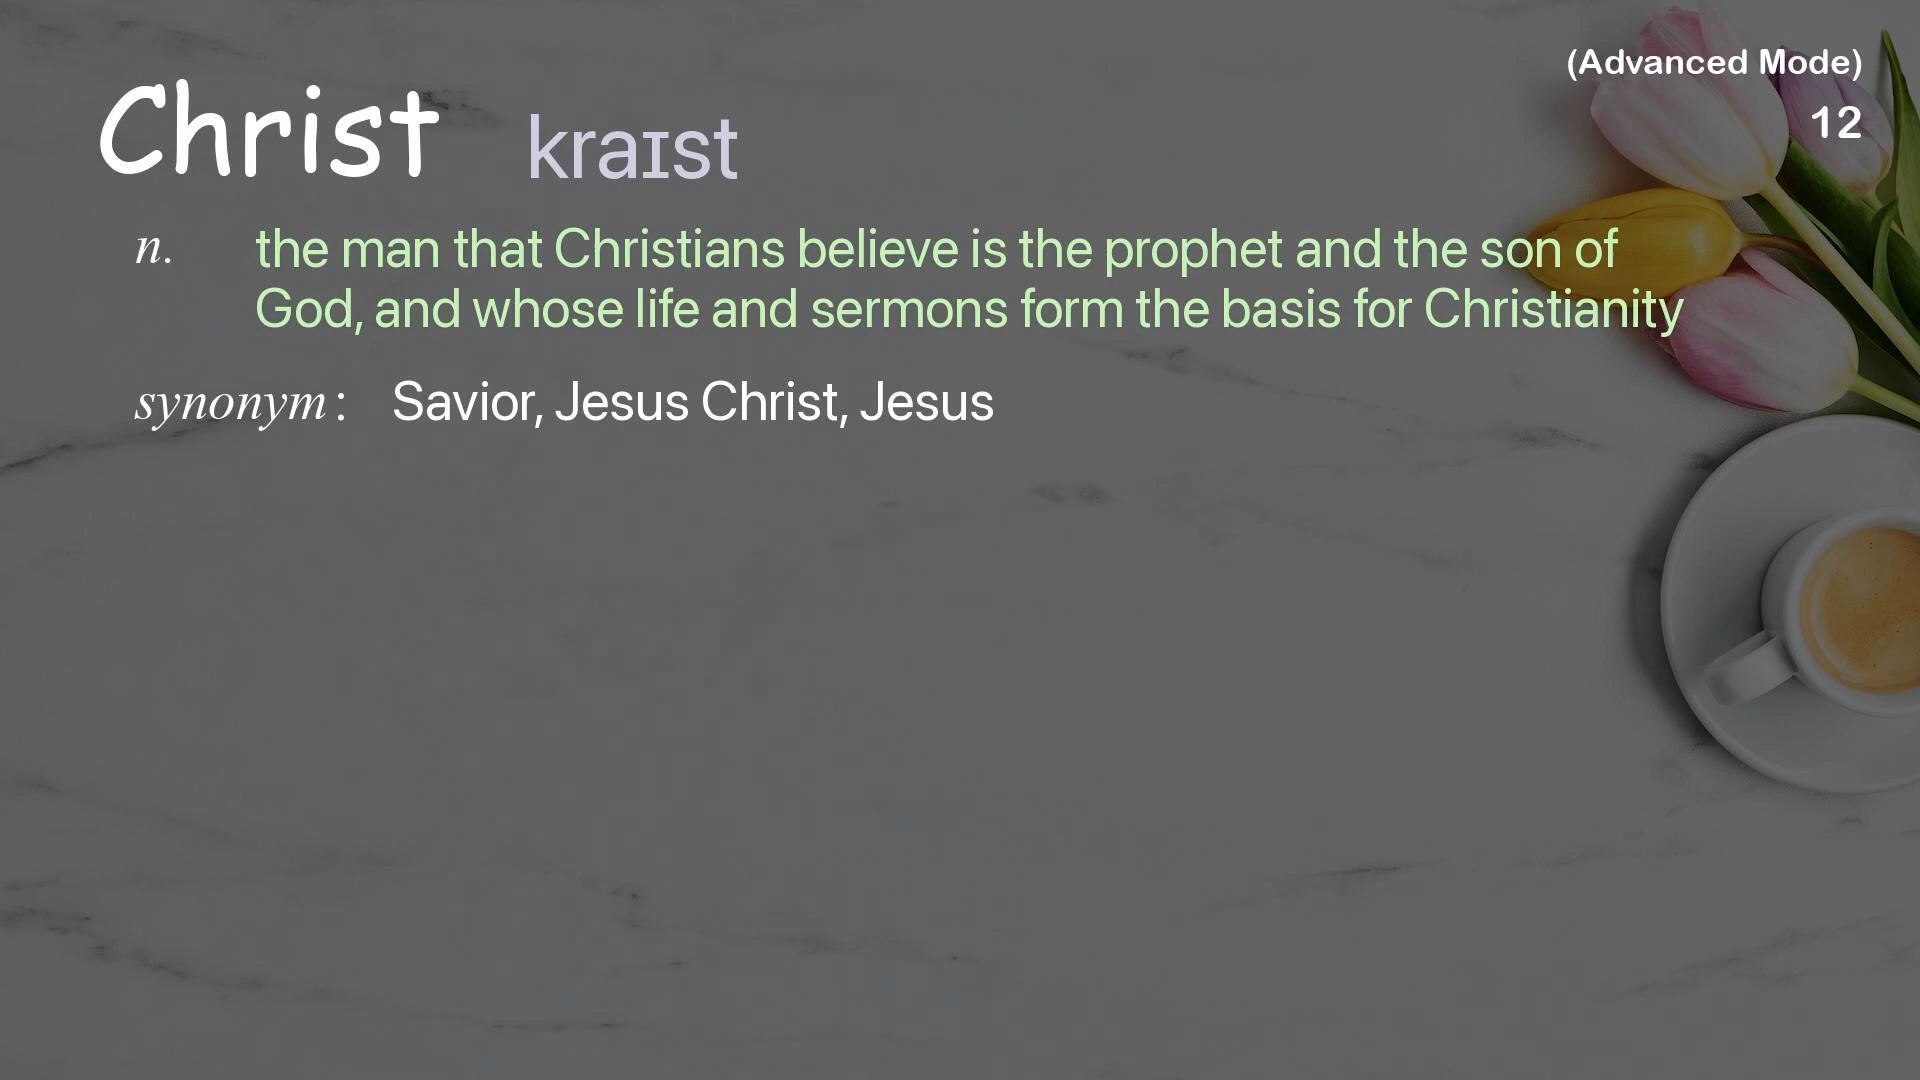 (Advanced Mode)
12
Christ kraɪst
n. the man that Christians believe is the prophet and the son of
God, and whose life and sermons form the basis for Christianity
synonym : Savior, Jesus Christ, Jesus